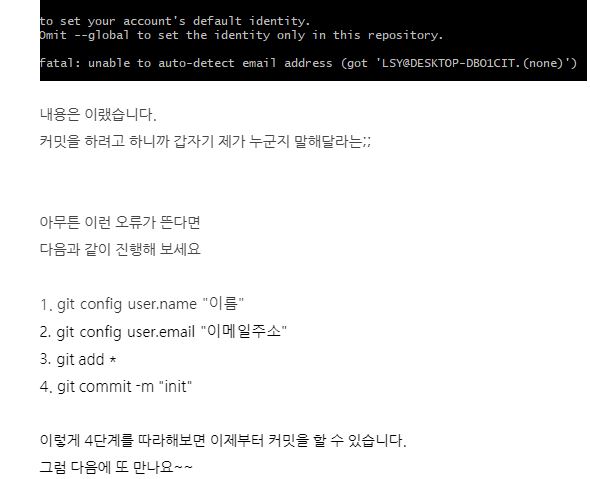 to set your account's default identity.
Omit --global to set the identity only in this repository.
fatal: unable to auto-detect email address (got 'LSY@DESKTOP-DBO1CIT.(none)')
내용은 이랬습니다.
커밋을 하려고 하니까 갑자기 제가 누군지 말해달라는;;
아무튼 이런 오류가 뜬다면
다음과 같이 진행해 보세요
1. git config user.name "이름"
2. git config user.email "이메일주소"
3. git add *
4. git commit -m "init"
이렇게 4단계를 따라해보면 이제부터 커밋을 할 수 있습니다.
그럼 다음에 또 만나요~~